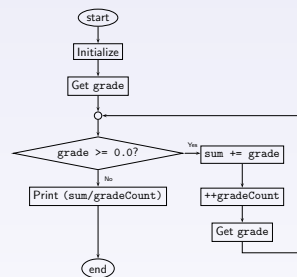 start
Initialize
Get grade
grade >= 0.0?
Yes
sum += grade
No
Print (sum/gradeCount)
++gradeCount
Get grade
end